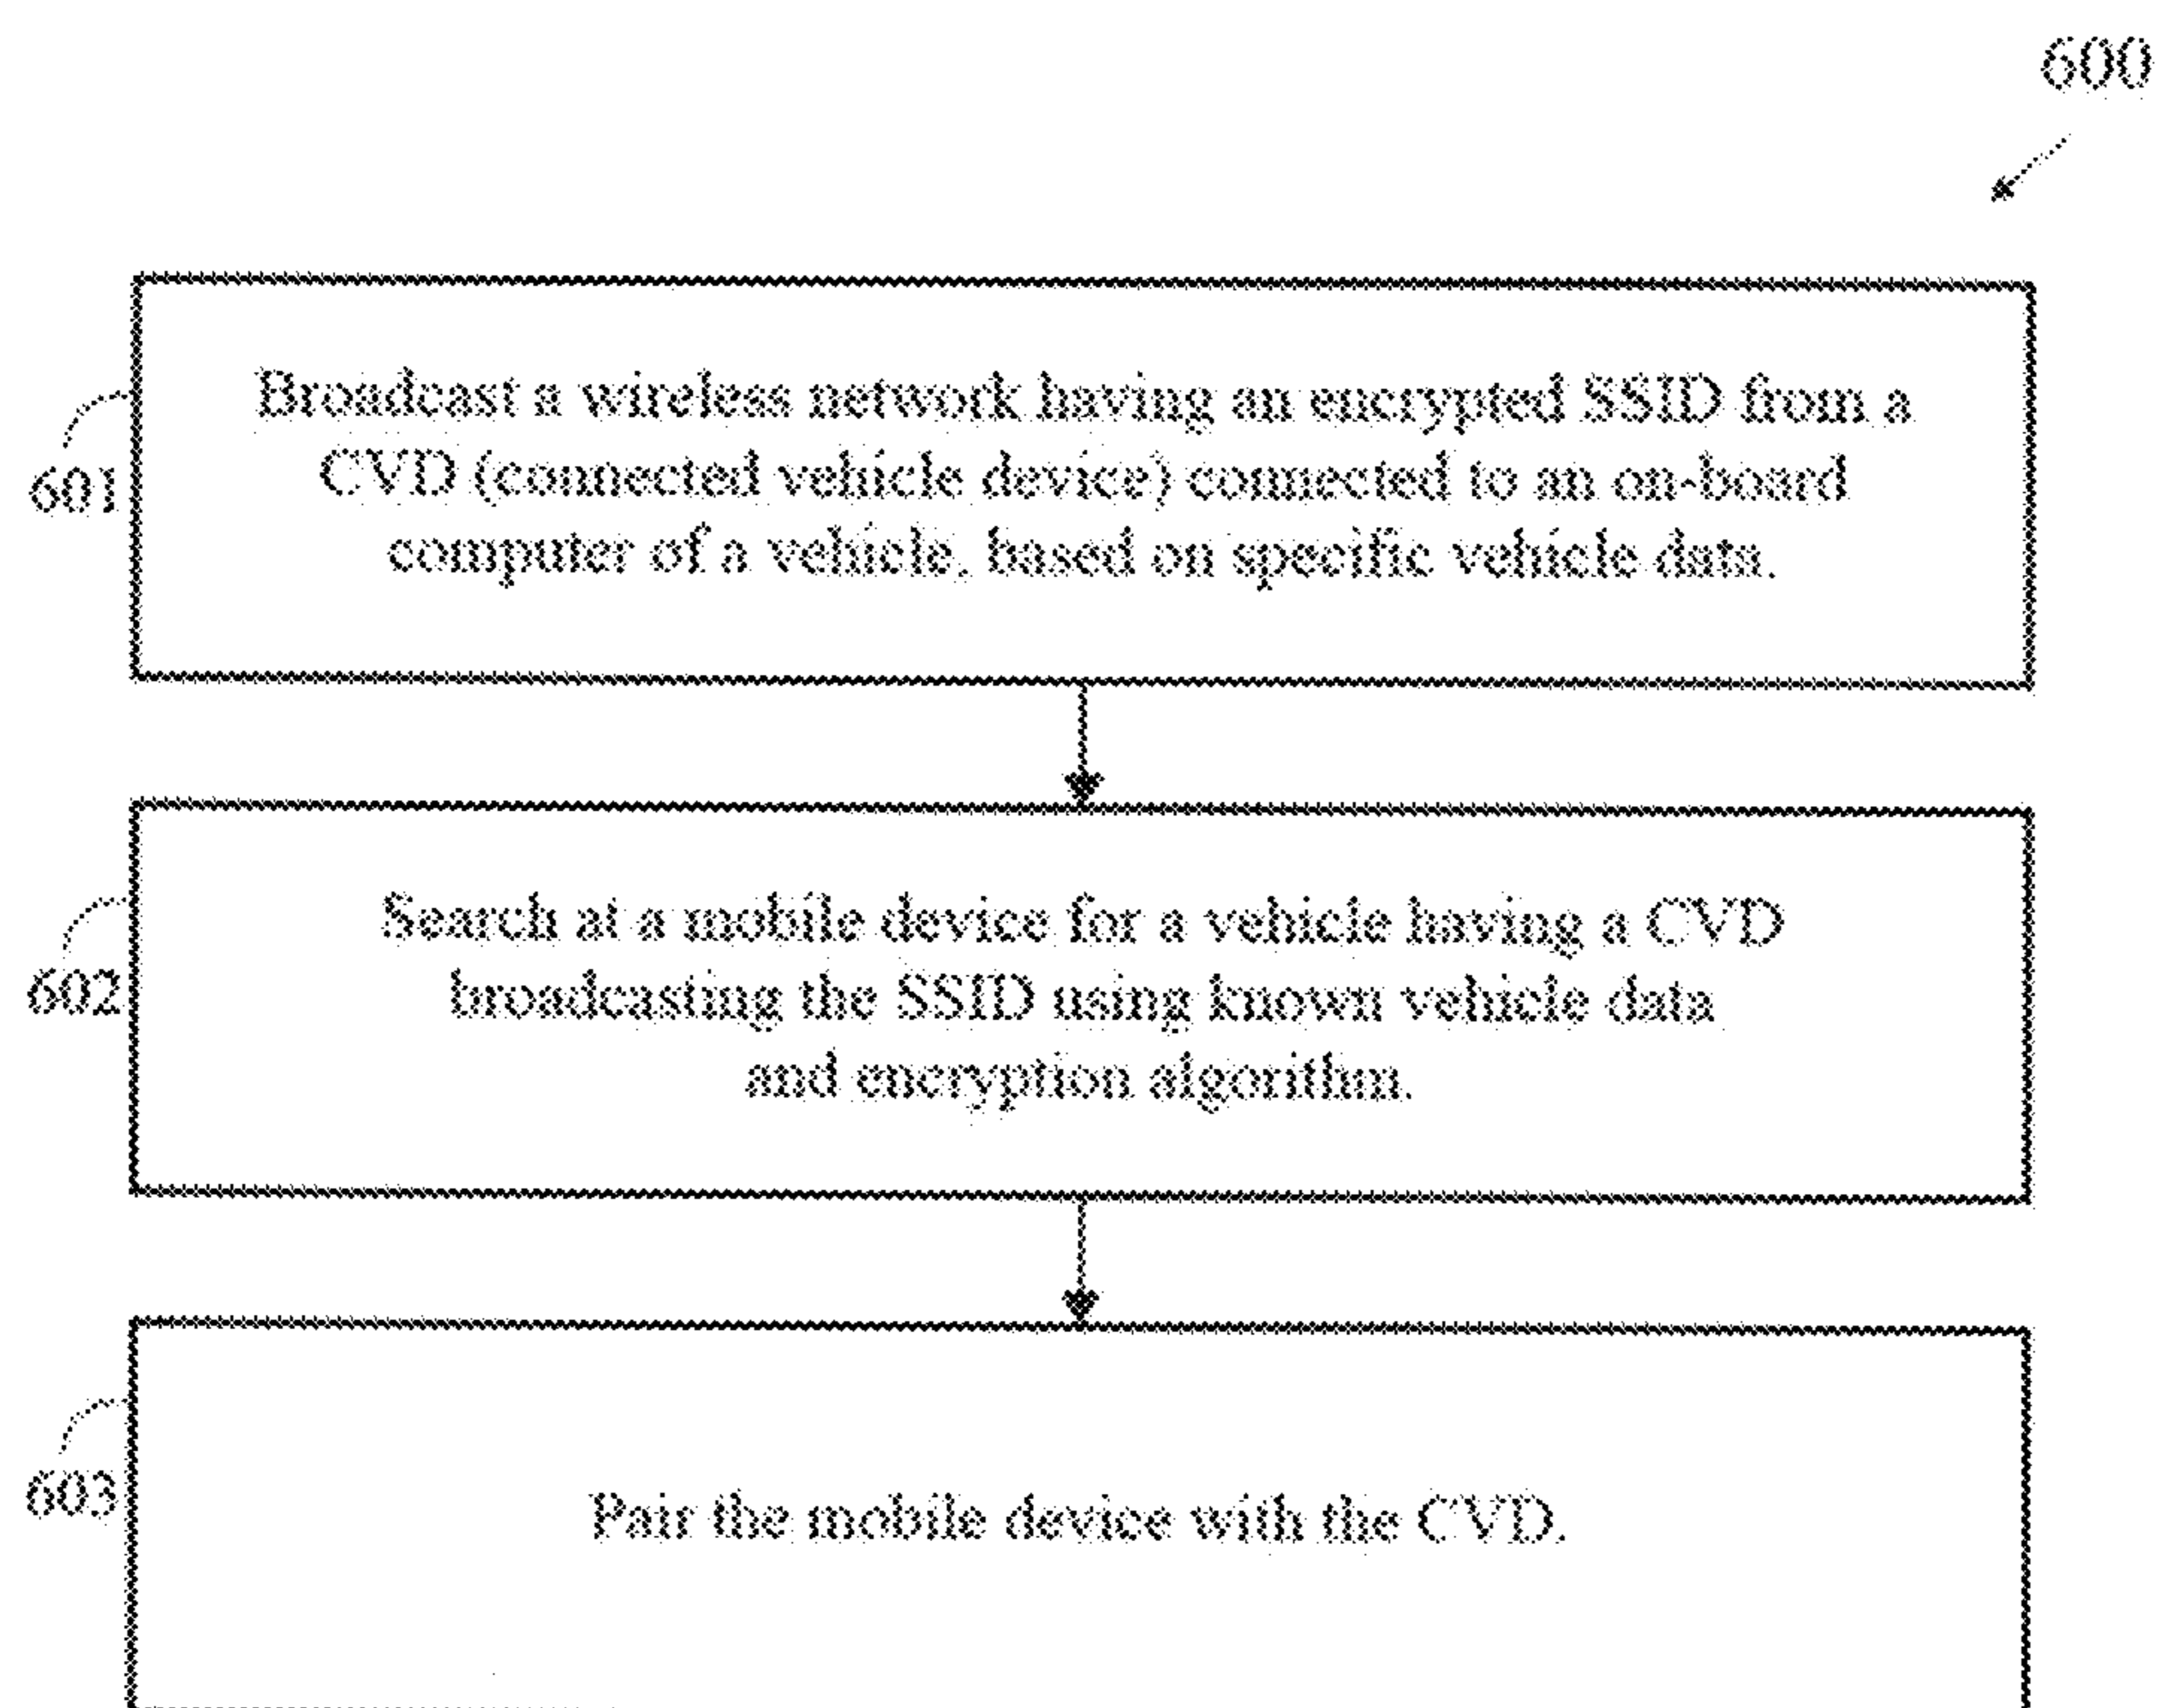 600
Broadcast a wireless network having an encrypted SSID from a
CVD (connected vehicle device) connected to an on-board
computer of a vehicle, based on specific vehicle data.
601
Search at a mobile device for a vehicle having a CVD
broadcasting the SSID using known vehicle data
and encryption algorithm.
602
Pair the mobile device with the CVD.
603